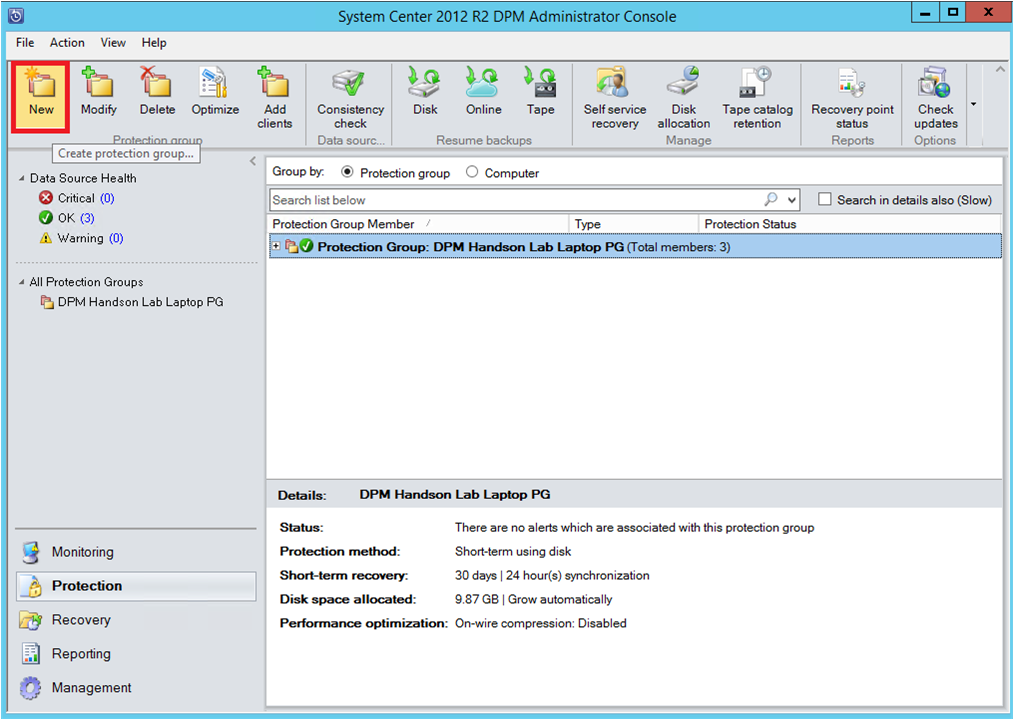 System Center 2012 R2 DPM Administrator Console
File Action View Help
New Modify Delete Optimize Add clients Consistency check Disk Online Tape Self service recovery Disk allocation Tape catalog retention Recovery point status Check updates
Protection group Data sourc... Resume backups Manage Reports Options
Create protection group...
Data Source Health
Critical (0)
OK (3)
Warning (0)
All Protection Groups
DPM Handson Lab Laptop PG
Group by: Protection group Computer
Search list below Search in details also (Slow)
Protection Group Member / Type Protection Status
Protection Group: DPM Handson Lab Laptop PG (Total members: 3)
Details: DPM Handson Lab Laptop PG
Status: There are no alerts which are associated with this protection group
Protection method: Short-term using disk
Short-term recovery: 30 days | 24 hour(s) synchronization
Disk space allocated: 9.87 GB | Grow automatically
Performance optimization: On-wire compression: Disabled
Monitoring
Protection
Recovery
Reporting
Management